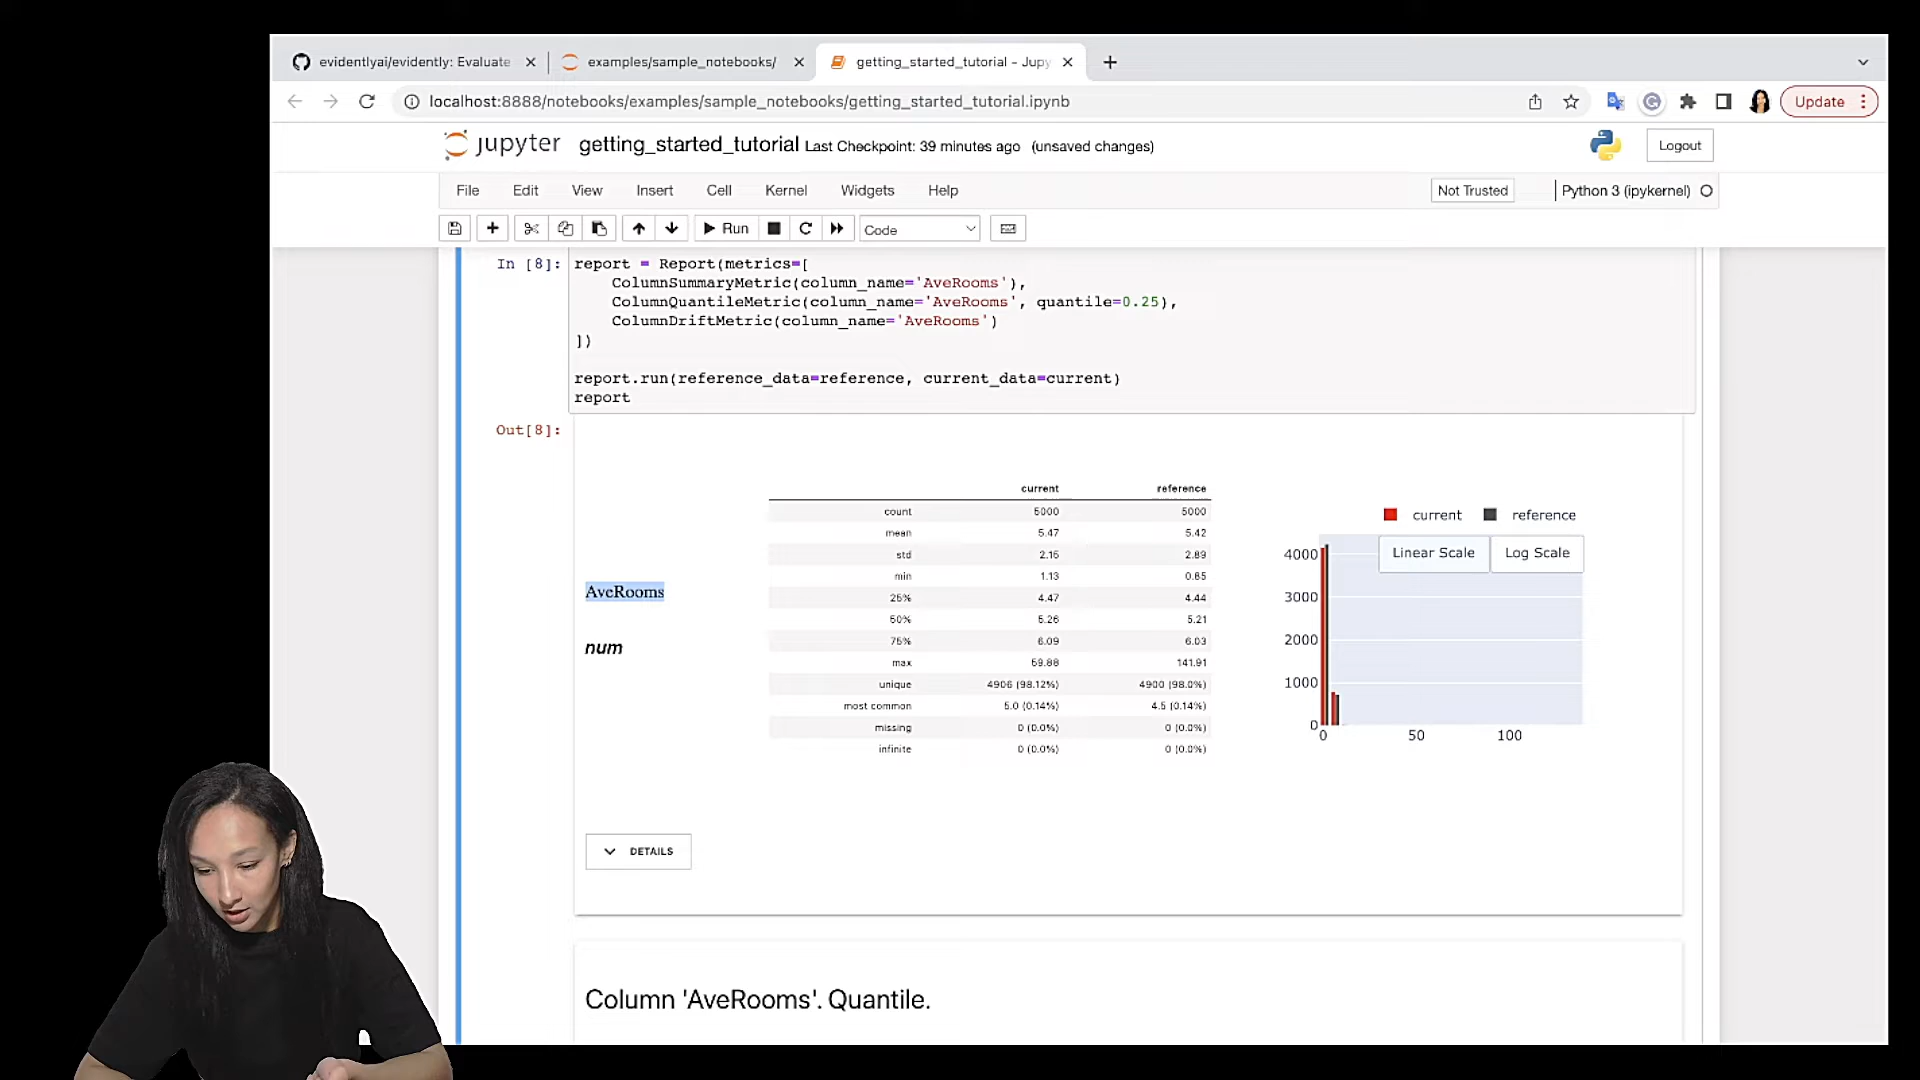 evidentlyai/evidently: Evaluate
examples/sample_notebooks/
getting_started_tutorial – Jupy
localhost:8888/notebooks/examples/sample_notebooks/getting_started_tutorial.ipynb
Update
jupyter
getting_started_tutorial Last Checkpoint: 39 minutes ago (unsaved changes)
Logout
File Edit View Insert Cell Kernel Widgets Help
Not Trusted
Python 3 (ipykernel)
Run
Code
In [8]: report = Report(metrics=[
ColumnSummaryMetric(column_name='AveRooms'),
ColumnQuantileMetric(column_name='AveRooms', quantile=0.25),
ColumnDriftMetric(column_name='AveRooms')
])
report.run(reference_data=reference, current_data=current)
report
Out[8]:
AveRooms
num
current reference
count 5000 5000
mean 5.47 5.42
std 2.15 2.89
min 1.13 0.85
25% 4.47 4.44
50% 5.26 5.21
75% 6.09 6.03
max 59.88 141.91
unique 4906 (98.12%) 4900 (98.0%)
most common 5.0 (0.14%) 4.5 (0.14%)
missing 0 (0.0%) 0 (0.0%)
infinite 0 (0.0%) 0 (0.0%)
current reference
Linear Scale Log Scale
4000
3000
2000
1000
0
0 50 100
DETAILS
Column 'AveRooms'. Quantile.